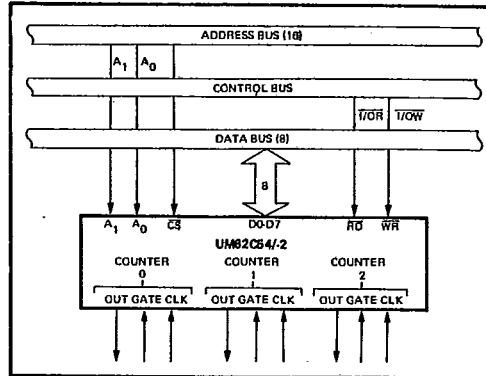 ADDRESS BUS (16)
A1 A0
CONTROL BUS
I/OR I/OW
DATA BUS (8)
8
A1 A0 CS D0-D7 RD WR
UM82C54/-2
COUNTER COUNTER COUNTER
0 1 2
OUT GATE CLK OUT GATE CLK OUT GATE CLK